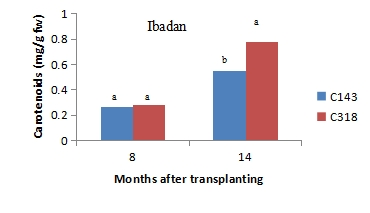 Ibadan
Carotenoids (mg/g fw)
1
0.8
0.6
0.4
0.2
0
a
a
b
a
8
14
Months after transplanting
C143
C318